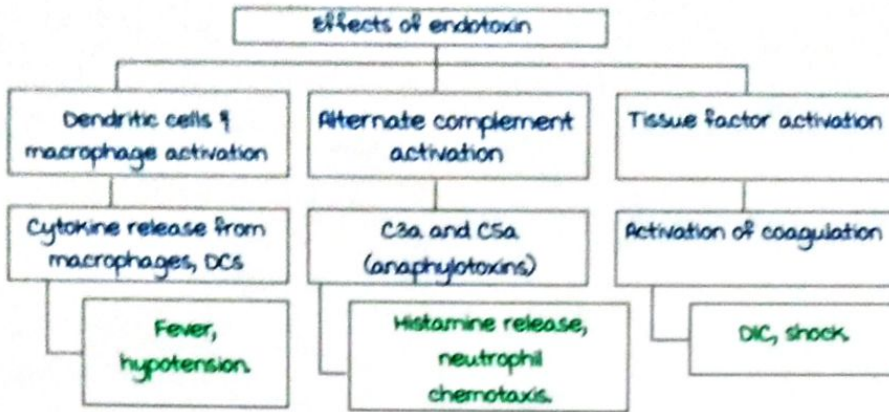 Effects of endotoxin
Dendritic cells &
macrophage activation
Alternate complement
activation
Tissue factor activation
Cytokine release from
macrophages, DCs
C3a and C5a
(anaphylotoxins)
Activation of coagulation
Fever,
hypotension.
Histamine release,
neutrophil
chemotaxis.
DIC, shock.